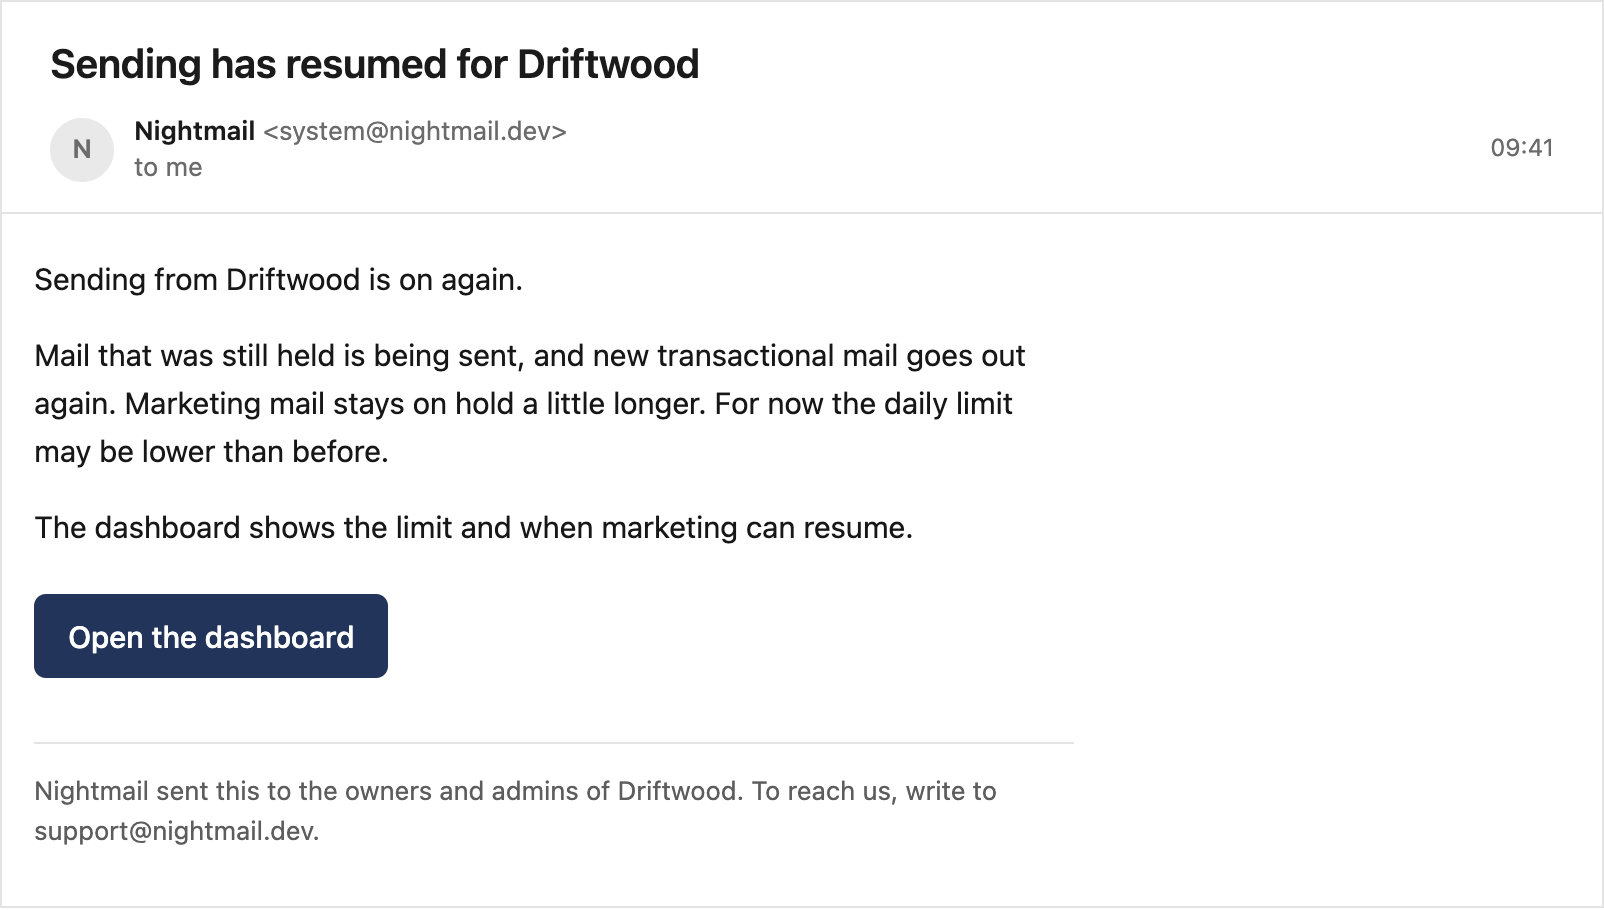 Sending has resumed for Driftwood
N
Nightmail <system@nightmail.dev>
to me
09:41
Sending from Driftwood is on again.
Mail that was still held is being sent, and new transactional mail goes out
again. Marketing mail stays on hold a little longer. For now the daily limit
may be lower than before.
The dashboard shows the limit and when marketing can resume.
Open the dashboard
Nightmail sent this to the owners and admins of Driftwood. To reach us, write to
support@nightmail.dev.